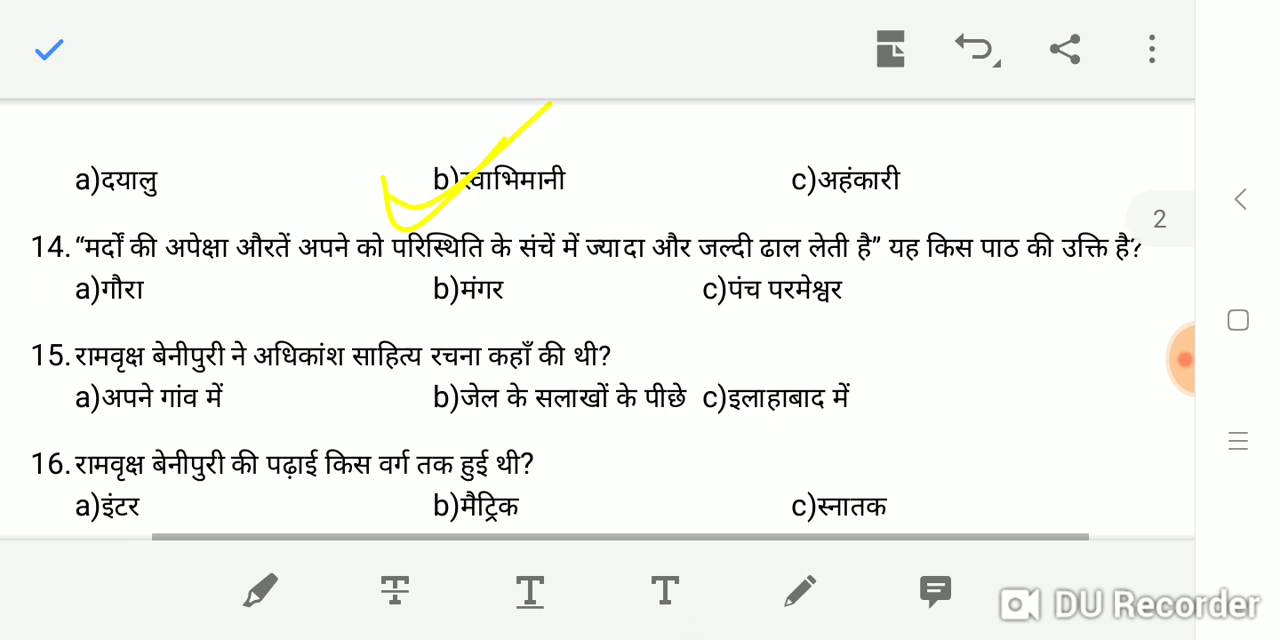 a)दयालु b)स्वाभिमानी c)अहंकारी
2
14. “मर्दों की अपेक्षा औरतें अपने को परिस्थिति के संचें में ज्यादा और जल्दी ढाल लेती है” यह किस पाठ की उक्ति है?
a)गौरा b)मंगर c)पंच परमेश्वर
15. रामवृक्ष बेनीपुरी ने अधिकांश साहित्य रचना कहाँ की थी?
a)अपने गांव में b)जेल के सलाखों के पीछे c)इलाहाबाद में
16. रामवृक्ष बेनीपुरी की पढ़ाई किस वर्ग तक हुई थी?
a)इंटर b)मैट्रिक c)स्नातक
T T T
DU Recorder